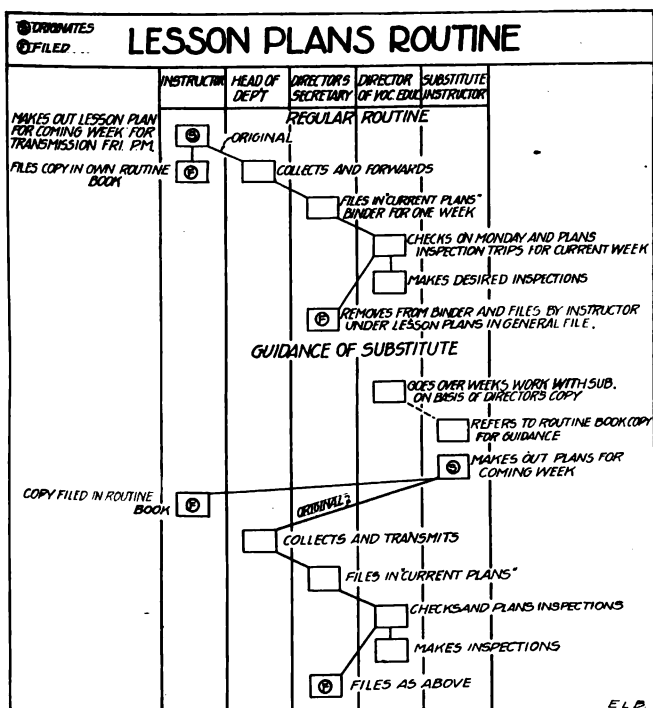 Ⓢ ORIGINATES
Ⓕ FILED...
LESSON PLANS ROUTINE
INSTRUCTOR
HEAD OF
DEP'T
DIRECTORS
SECRETARY
DIRECTOR
OF VOC EDUC
SUBSTITUTE
INSTRUCTOR
REGULAR ROUTINE
MAKES OUT LESSON PLAN
FOR COMING WEEK FOR
TRANSMISSION FRI. P.M.
S
ORIGINAL
FILES COPY IN OWN ROUTINE
BOOK
F
COLLECTS AND FORWARDS
FILES IN "CURRENT PLANS"
BINDER FOR ONE WEEK
CHECKS ON MONDAY AND PLANS
INSPECTION TRIPS FOR CURRENT WEEK
MAKES DESIRED INSPECTIONS
F
REMOVES FROM BINDER AND FILES BY INSTRUCTOR
UNDER LESSON PLANS IN GENERAL FILE.
GUIDANCE OF SUBSTITUTE
GOES OVER WEEKS WORK WITH SUB.
ON BASIS OF DIRECTORS COPY
REFERS TO ROUTINE BOOK COPY
FOR GUIDANCE
S
MAKES OUT PLANS FOR
COMING WEEK
COPY FILED IN ROUTINE
BOOK
F
COLLECTS AND TRANSMITS
FILES IN "CURRENT PLANS"
CHECKS AND PLANS INSPECTIONS
MAKES INSPECTIONS
F
FILES AS ABOVE
E.L.B.